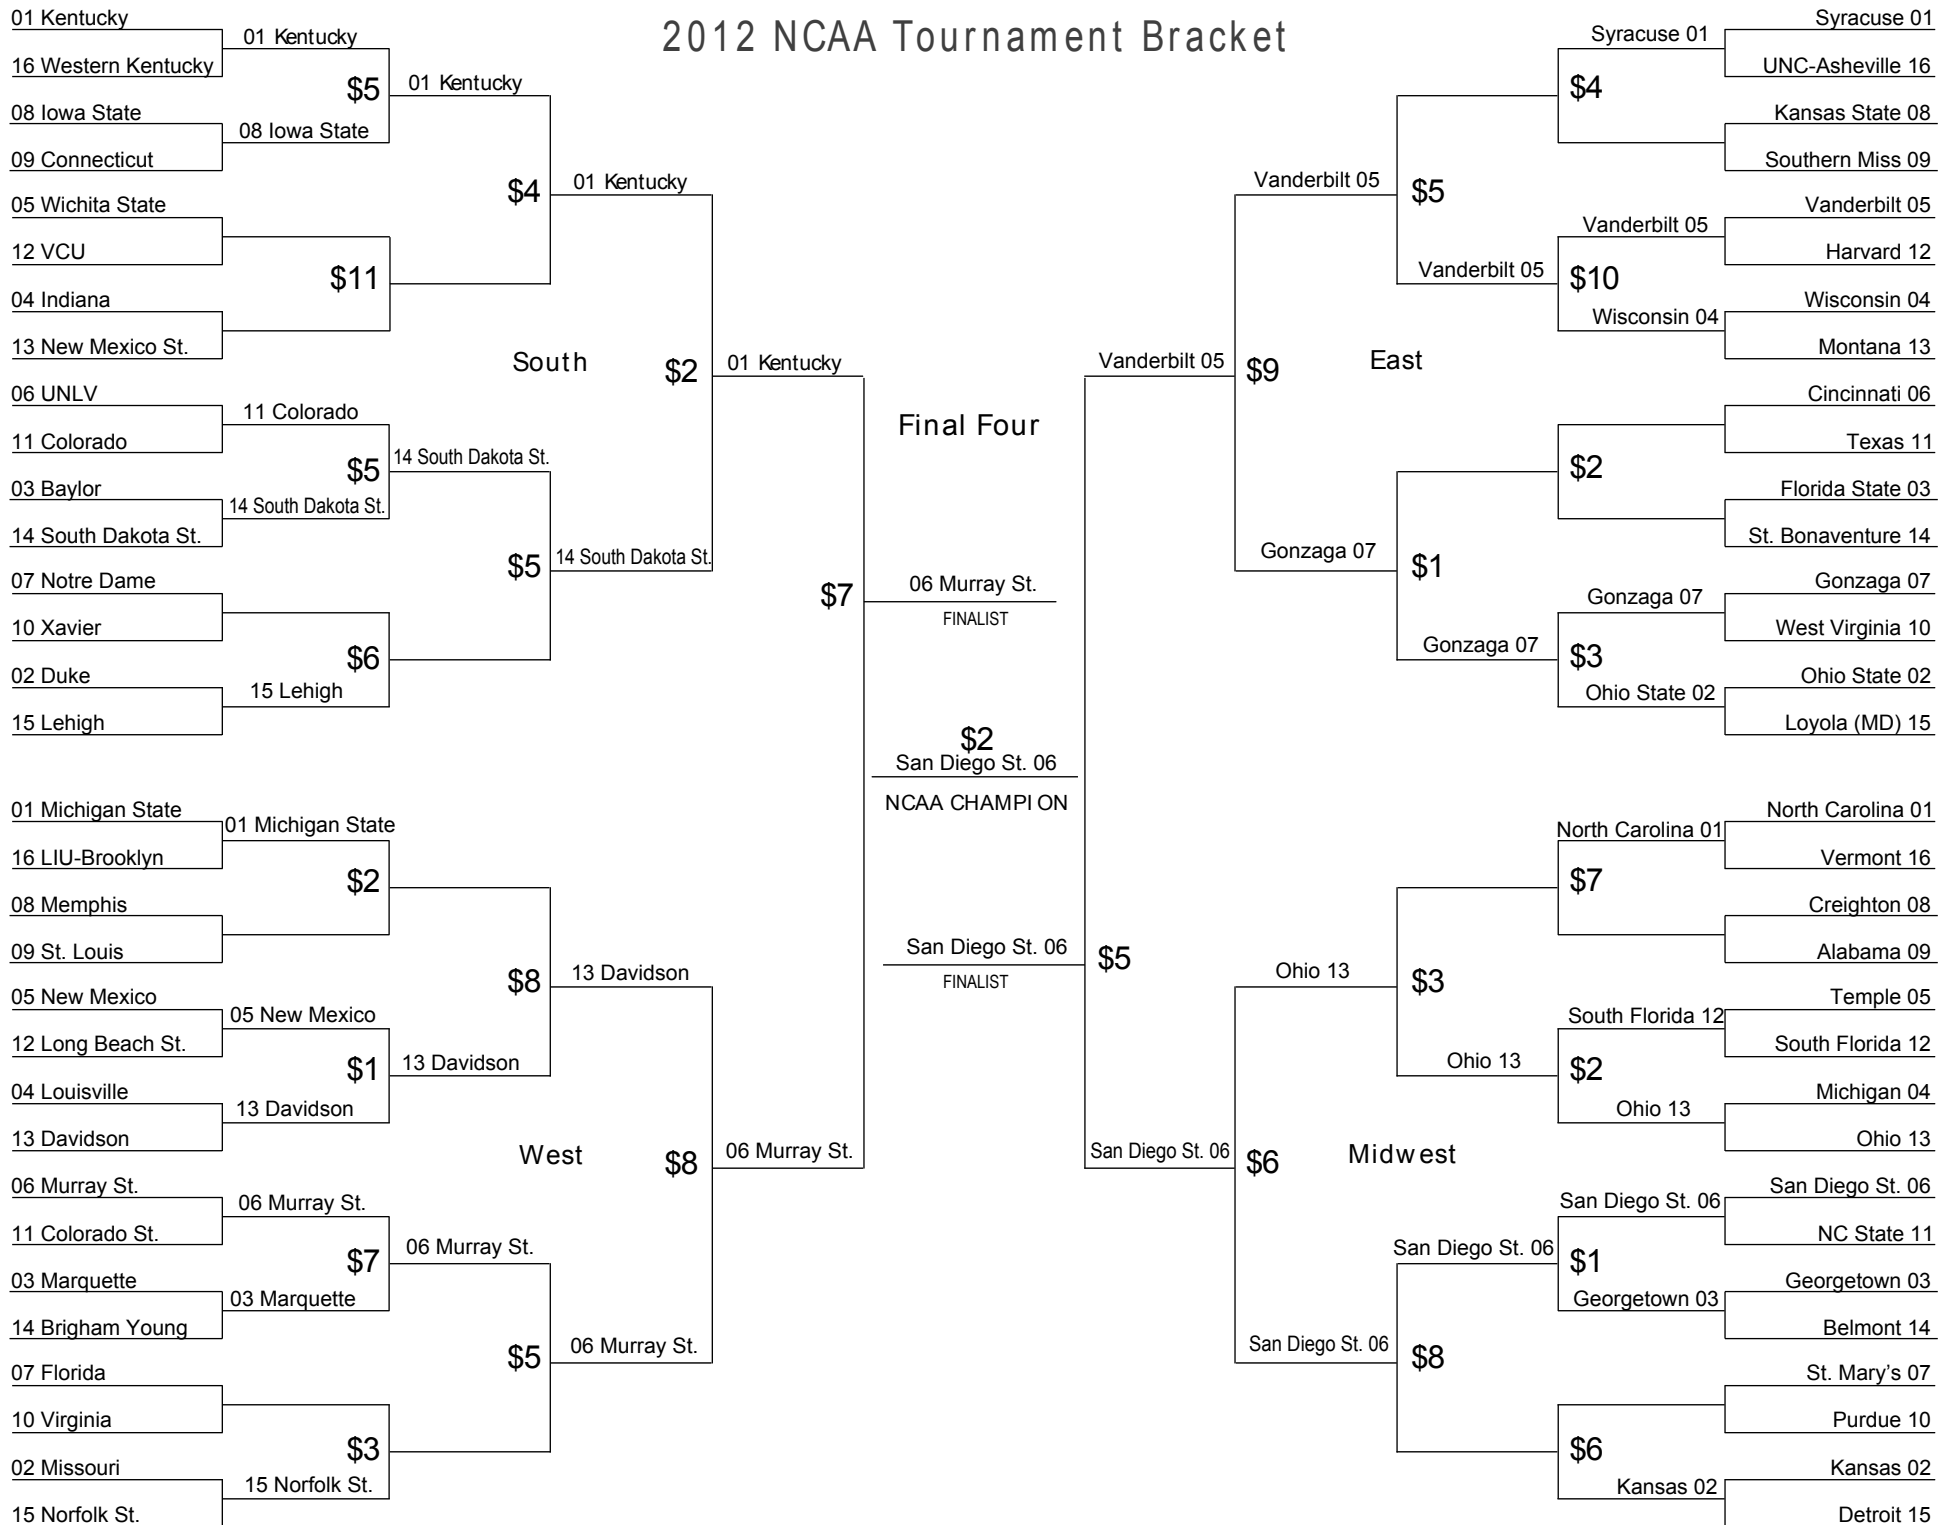 2012 NCAA Tournament Bracket
01 Kentucky
16 Western Kentucky
08 Iowa State
09 Connecticut
05 Wichita State
12 VCU
04 Indiana
13 New Mexico St.
06 UNLV
11 Colorado
03 Baylor
14 South Dakota St.
07 Notre Dame
10 Xavier
02 Duke
15 Lehigh
01 Kentucky
$5
08 Iowa State
$11
11 Colorado
$5
14 South Dakota St.
$6
15 Lehigh
01 Kentucky
$4
14 South Dakota St.
$5
01 Kentucky
South
$2
14 South Dakota St.
01 Kentucky
01 Michigan State
16 LIU-Brooklyn
08 Memphis
09 St. Louis
05 New Mexico
12 Long Beach St.
04 Louisville
13 Davidson
06 Murray St.
11 Colorado St.
03 Marquette
14 Brigham Young
07 Florida
10 Virginia
02 Missouri
15 Norfolk St.
01 Michigan State
$2
05 New Mexico
$1
13 Davidson
06 Murray St.
$7
03 Marquette
$3
15 Norfolk St.
$8
13 Davidson
06 Murray St.
$5
13 Davidson
West
$8
06 Murray St.
06 Murray St.
Final Four
$7
06 Murray St.
FINALIST
$2
San Diego St. 06
NCAA CHAMPION
San Diego St. 06
FINALIST
$5
Vanderbilt 05
Vanderbilt 05
$9
East
Gonzaga 07
$5
Vanderbilt 05
$1
Gonzaga 07
Syracuse 01
$4
Vanderbilt 05
$10
Wisconsin 04
$2
Gonzaga 07
$3
Ohio State 02
Syracuse 01
UNC-Asheville 16
Kansas State 08
Southern Miss 09
Vanderbilt 05
Harvard 12
Wisconsin 04
Montana 13
Cincinnati 06
Texas 11
Florida State 03
St. Bonaventure 14
Gonzaga 07
West Virginia 10
Ohio State 02
Loyola (MD) 15
San Diego St. 06
Ohio 13
$6
Midwest
San Diego St. 06
$3
Ohio 13
San Diego St. 06
$8
North Carolina 01
$7
South Florida 12
$2
Ohio 13
San Diego St. 06
$1
Georgetown 03
$6
Kansas 02
North Carolina 01
Vermont 16
Creighton 08
Alabama 09
Temple 05
South Florida 12
Michigan 04
Ohio 13
San Diego St. 06
NC State 11
Georgetown 03
Belmont 14
St. Mary’s 07
Purdue 10
Kansas 02
Detroit 15